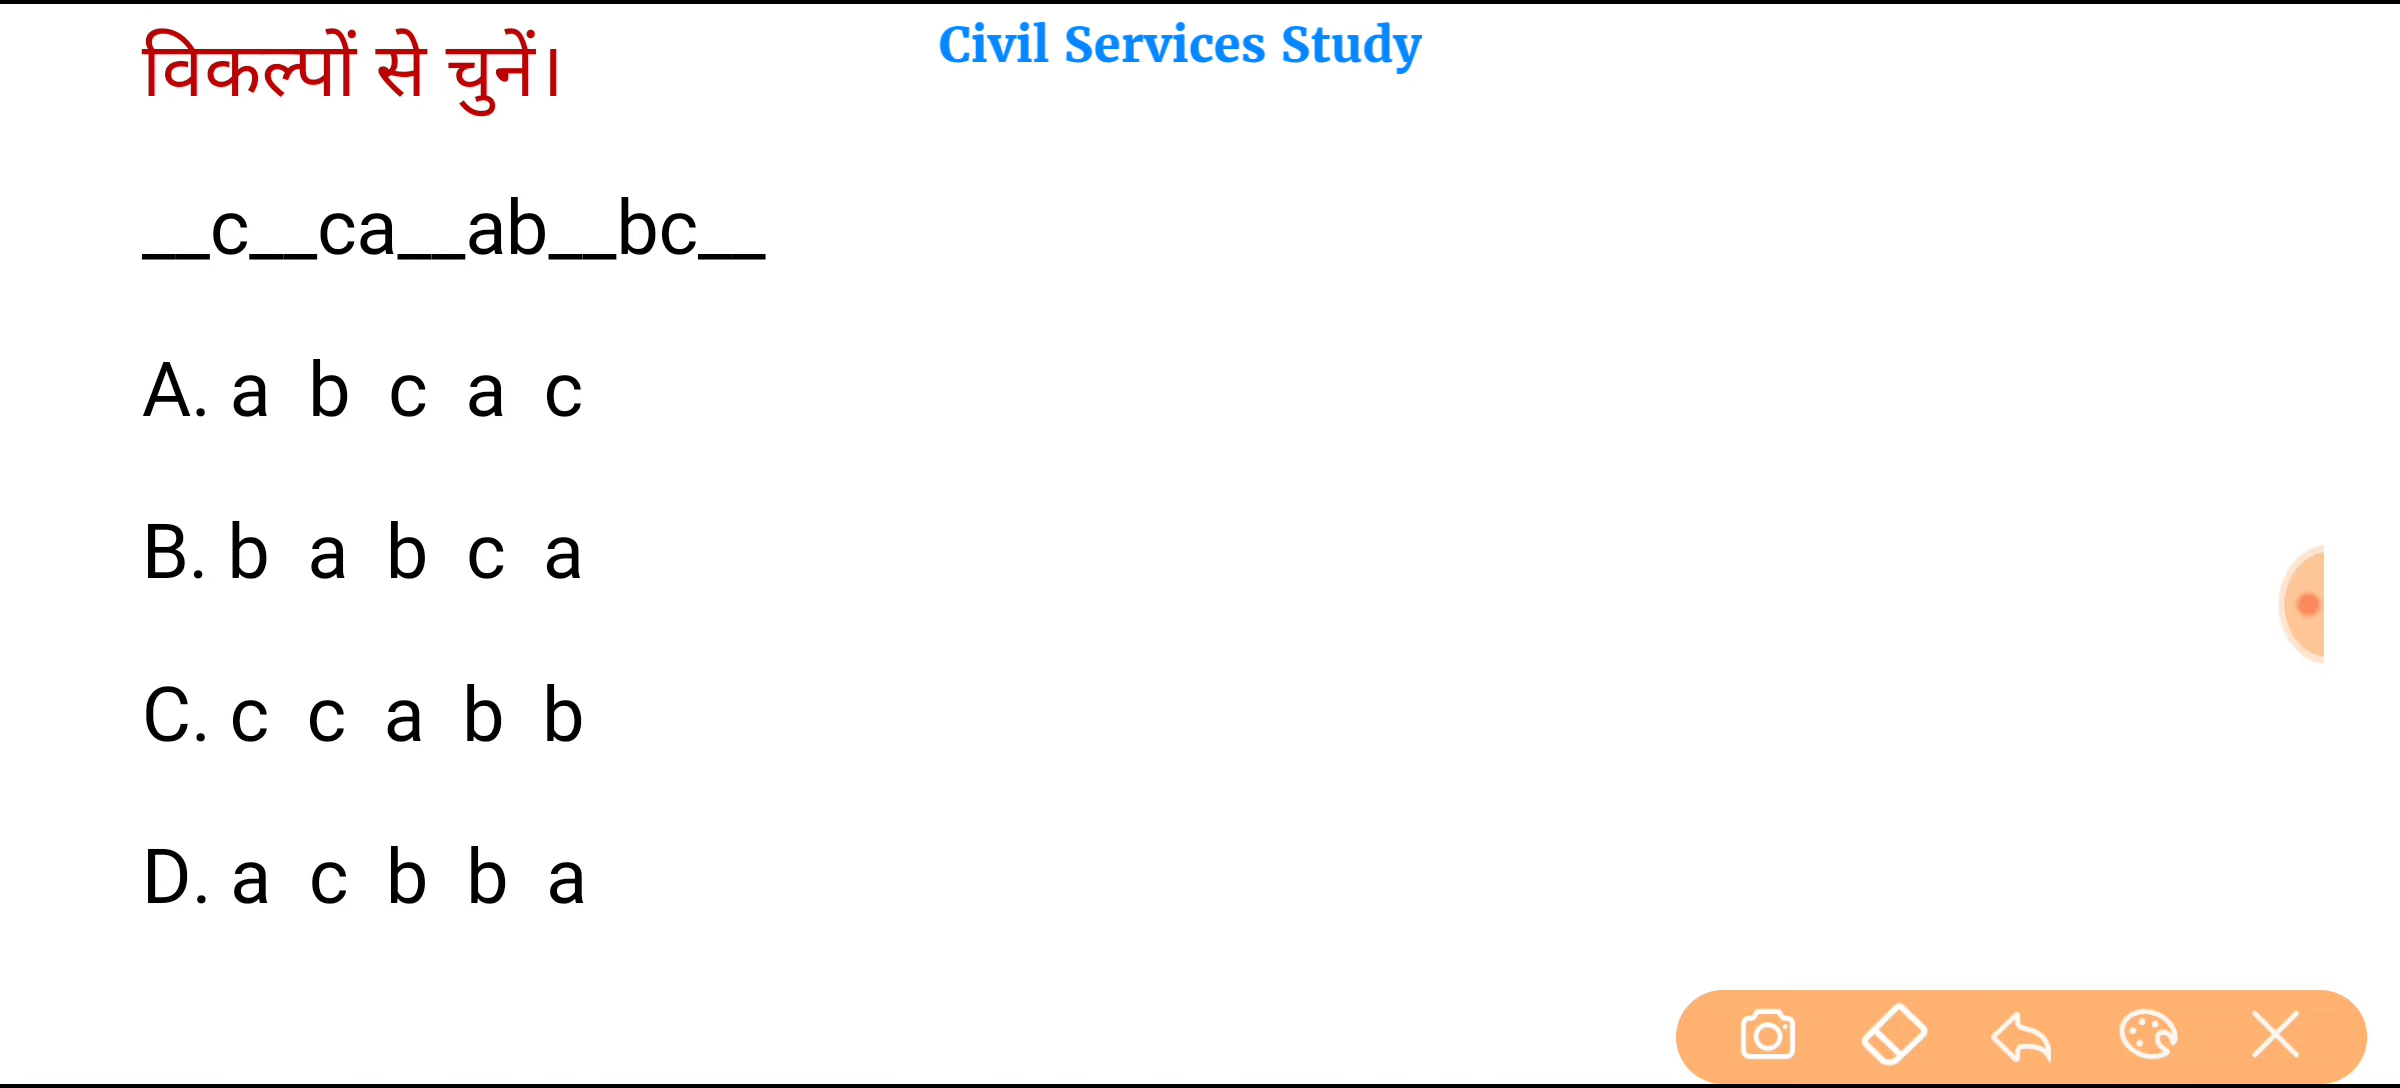 विकल्पों से चुनें।
Civil Services Study
__c__ca__ab__bc__
A. a b c a c
B. b a b c a
C. c c a b b
D. a c b b a